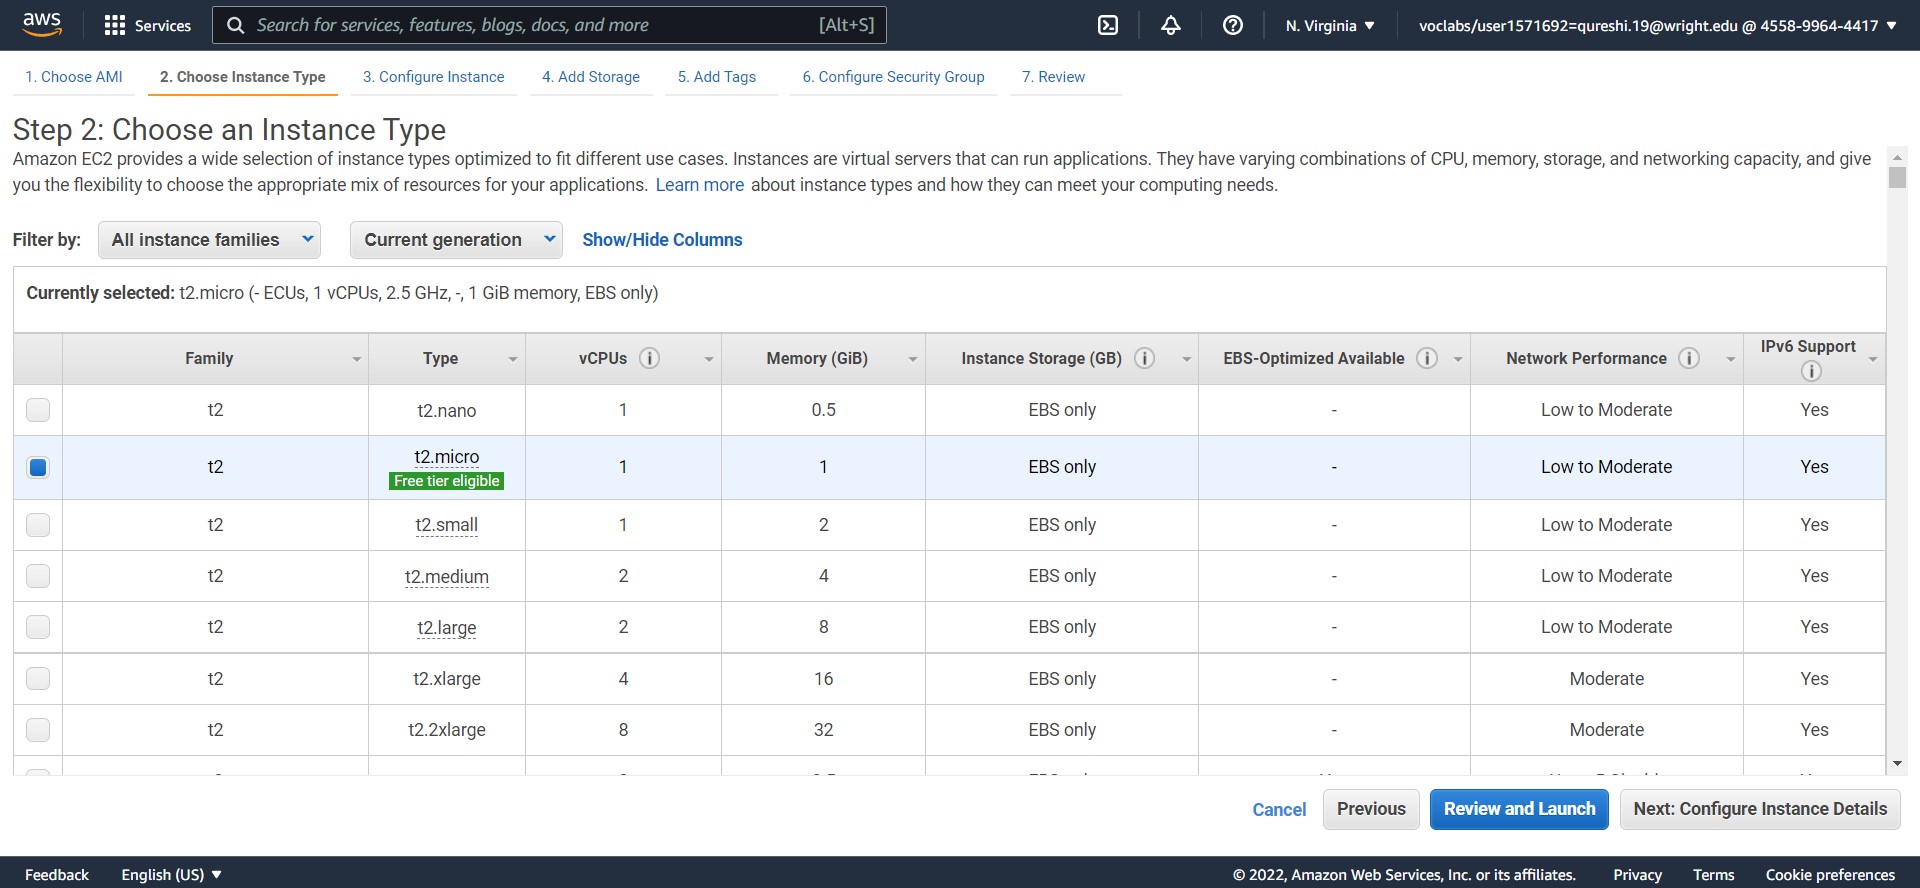 aws
Services
Search for services, features, blogs, docs, and more [Alt+S]
N. Virginia
voclabs/user1571692=qureshi.19@wright.edu @ 4558-9964-4417
1. Choose AMI
2. Choose Instance Type
3. Configure Instance
4. Add Storage
5. Add Tags
6. Configure Security Group
7. Review
Step 2: Choose an Instance Type
Amazon EC2 provides a wide selection of instance types optimized to fit different use cases. Instances are virtual servers that can run applications. They have varying combinations of CPU, memory, storage, and networking capacity, and give
you the flexibility to choose the appropriate mix of resources for your applications. Learn more about instance types and how they can meet your computing needs.
Filter by: All instance families Current generation Show/Hide Columns
Currently selected: t2.micro (- ECUs, 1 vCPUs, 2.5 GHz, -, 1 GiB memory, EBS only)
Family Type vCPUs Memory (GiB) Instance Storage (GB) EBS-Optimized Available Network Performance IPv6 Support
t2 t2.nano 1 0.5 EBS only - Low to Moderate Yes
t2 t2.micro 1 1 EBS only - Low to Moderate Yes
Free tier eligible
t2 t2.small 1 2 EBS only - Low to Moderate Yes
t2 t2.medium 2 4 EBS only - Low to Moderate Yes
t2 t2.large 2 8 EBS only - Low to Moderate Yes
t2 t2.xlarge 4 16 EBS only - Moderate Yes
t2 t2.2xlarge 8 32 EBS only - Moderate Yes
Cancel Previous Review and Launch Next: Configure Instance Details
Feedback English (US) © 2022, Amazon Web Services, Inc. or its affiliates. Privacy Terms Cookie preferences